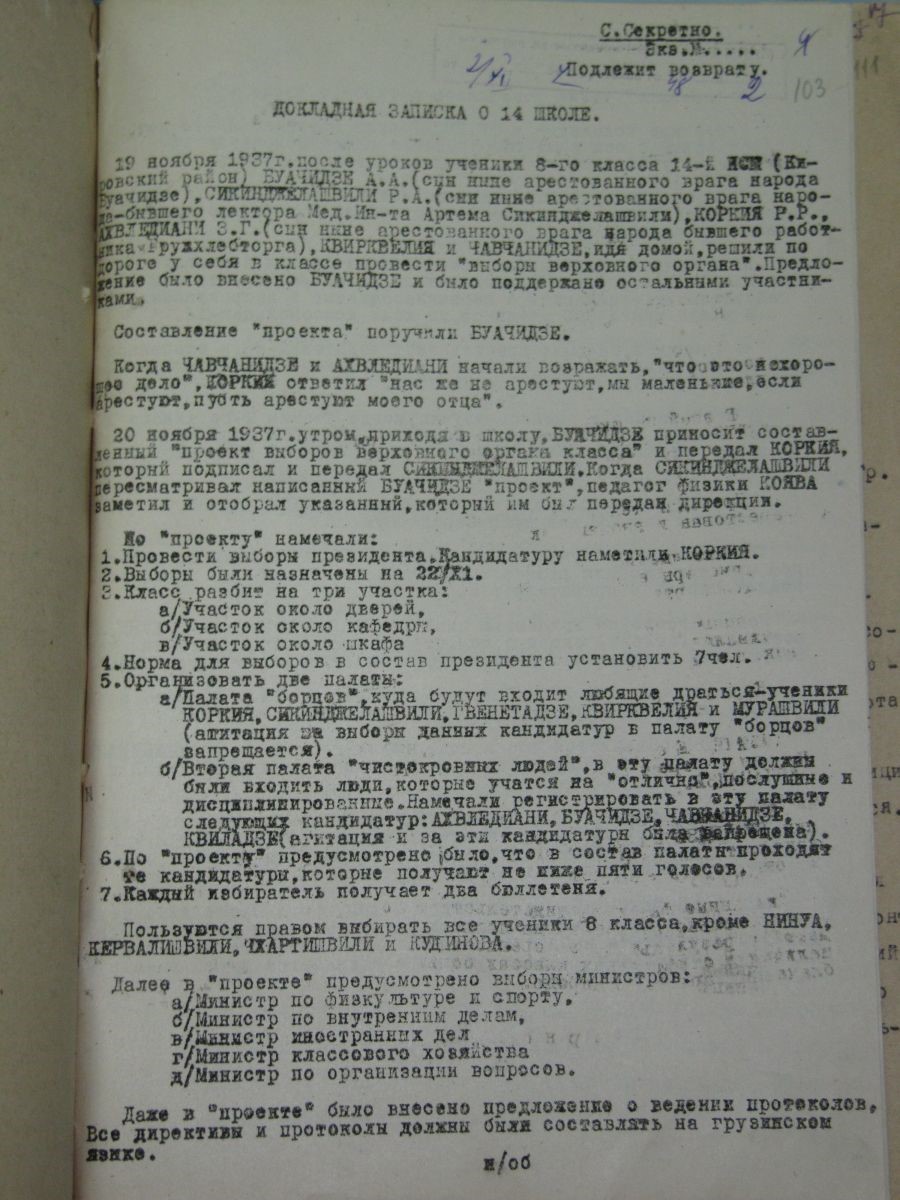 С.Секретно.
Экз.№.....
Подлежит возврату.
2
103
ДОКЛАДНАЯ ЗАПИСКА О 14 ШКОЛЕ.
19 ноября 1937г.после уроков ученики 8-го класса 14-й НСШ (Ки-
ровский район) БУАЧИДЗЕ А.А.(сын ныне арестованного врага народа
Буачидзе),СИКИНДЖЕЛАШВИЛИ Р.А.(сын ныне арестованного врага наро-
да-бывшего лектора Мед.Ин-та Артема Сикинджелашвили),КОРКИЯ Р.Р.,
АХВЛЕДИАНИ З.Г.(сын ныне арестованного врага народа бывшего работ-
ника Грузхлебторга),КВИРКВЕЛИЯ и ЧАВЧАНИДЗЕ,идя домой,решили по
дороге у себя в классе провести "выборы верховного органа".Предло-
жение было внесено БУАЧИДЗЕ и было поддержано остальными участни-
ками.
Составление "проекта" поручили БУАЧИДЗЕ.
Когда ЧАВЧАНИДЗЕ и АХВЛЕДИАНИ начали возражать,"что это нехоро-
шее дело",КОРКИЯ ответил "нас же не арестуют,мы маленькие,если
арестуют,пусть арестуют моего отца".
20 ноября 1937г.утром,приходя в школу,БУАЧИДЗЕ приносит состав-
ленный "проект выборов верховного органа класса" и передал КОРКИЯ,
который подписал и передал СИКИНДЖЕЛАШВИЛИ.Когда СИКИНДЖЕЛАШВИЛИ
пересматривал написанный БУАЧИДЗЕ "проект",педагог физики КОЯВА
заметил и отобрал указанный,который им был передан дирекции.
По "проекту" намечали:
1.Провести выборы президента.Кандидатуру наметили КОРКИЯ.
2.Выборы были назначены на 22/X1.
3.Класс разбит на три участка:
а/Участок около дверей,
б/Участок около кафедры,
в/Участок около шкафа
4.Норма для выборов в состав президента установить 7чел.
5.Организовать две палаты:
а/Палата "борцов",куда будут входит любящие драться-ученики
КОРКИЯ,СИКИНДЖЕЛАШВИЛИ,ГВЕНЕТАДЗЕ,КВИРКВЕЛИЯ и МУРАШВИЛИ
(агитация за выборы данных кандидатур в палату "борцов"
запрещается).
б/Вторая палата "чистокровных людей",в эту палату должны
были входить люди,которые учатся на "отлично",послушные и
дисциплинированные.Намечали регистрировать в эту палату
следующих кандидатур:АХВЛЕДИАНИ,БУАЧИДЗЕ,ЧАВЧАНИДЗЕ,
КВИЛАДЗЕ(агитация и за эти кандидатуры была запрещена).
6.По "проекту" предусмотрено было,что в состав палаты проходят
те кандидатуры,которые получают не ниже пяти голосов.
7.Каждый избиратель получает два бюллетеня.
Пользуются правом выбирать все ученики 8 класса,кроме НИНУА,
КЕРВАЛИШВИЛИ,ЧХАРТИШВИЛИ и КУДИНОВА.
Далее в "проекте" предусмотрено выборы министров:
а/Министр по физкультуре и спорту,
б/Министр по внутренним делам,
в/Министр иностранных дел
г/Министр классового хозяйства
д/Министр по организации вопросов.
Даже в "проекте" было внесено предложение о ведении протоколов.
Все директивы и протоколы должны были составлять на грузинском
языке.
н/об